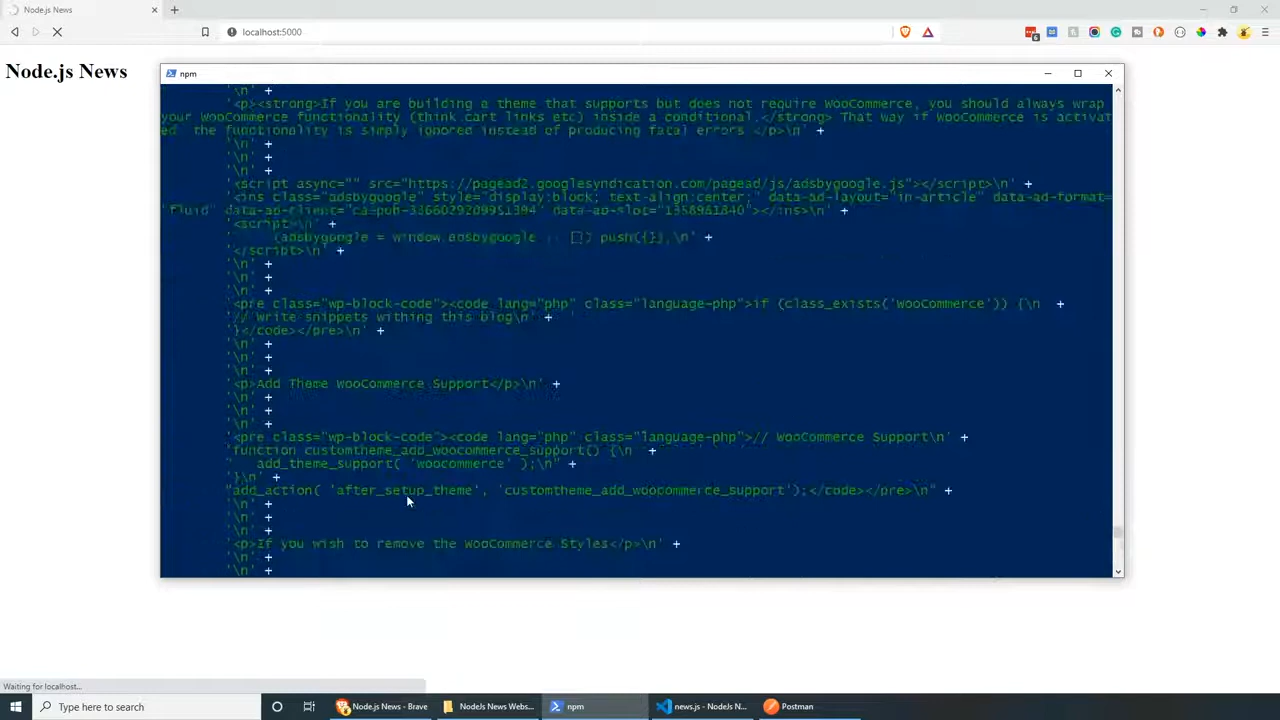 Node.js News
localhost:5000
6
Node.js News
npm
'\n' +
'<p><strong>If you are building a theme that supports but does not require WooCommerce, you should always wrap
your WooCommerce functionality (think cart links etc) inside a conditional.</strong> That way if WooCommerce is activat
ed the functionality is simply ignored instead of producing fatal errors </p>\n' +
'\n' +
'\n' +
'\n' +
'<script async="" src="https://pagead2.googlesyndication.com/pagead/js/adsbygoogle.js"></script>\n' +
'<ins class="adsbygoogle" style="display:block; text-align:center;" data-ad-layout="in-article" data-ad-format=
"fluid" data-ad-slot= ></ins>\n' +
'<script>\n' +
(adsbygoogle = window.adsbygoogle []) push({}) \n' +
'</script>\n' +
'\n' +
'\n' +
'\n' +
'<pre class="wp-block-code"><code lang="php" class="language-php">if (class_exists('WooCommerce')) {\n +
'// Write snippets withing this blog\n' +
'}</code></pre>\n' +
'\n' +
'\n' +
'\n' +
'<p>Add Theme WooCommerce Support</p>\n' +
'\n' +
'\n' +
'\n' +
'<pre class="wp-block-code"><code lang="php" class="language-php">// WooCommerce Support\n' +
'function customtheme_add_woocommerce_support() {\n +
" add_theme_support( 'woocommerce' );\n" +
'}\n' +
"add_action( 'after_setup_theme', 'customtheme_add_woocommerce_support');</code></pre>\n" +
'\n' +
'\n' +
'\n' +
'<p>If you wish to remove the WooCommerce Styles</p>\n' +
'\n' +
'\n' +
Waiting for localhost...
Type here to search
Node.js News - Brave
NodeJs News Webs...
npm
news.js - NodeJs N...
Postman